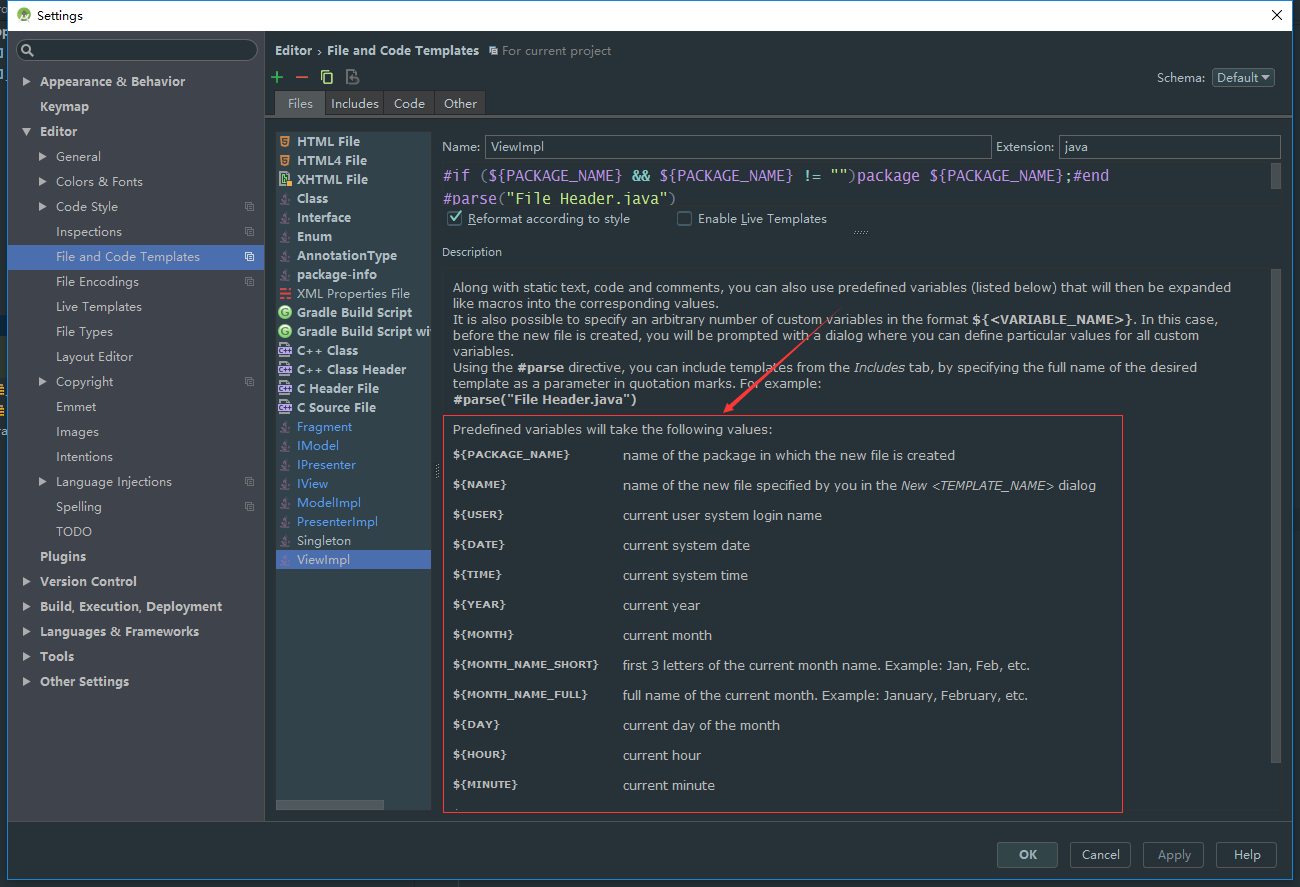 Settings
Editor › File and Code Templates For current project
Schema: Default
Appearance & Behavior
Keymap
Editor
General
Colors & Fonts
Code Style
Inspections
File and Code Templates
File Encodings
Live Templates
File Types
Layout Editor
Copyright
Emmet
Images
Intentions
Language Injections
Spelling
TODO
Plugins
Version Control
Build, Execution, Deployment
Languages & Frameworks
Tools
Other Settings
Files Includes Code Other
HTML File
HTML4 File
XHTML File
Class
Interface
Enum
AnnotationType
package-info
XML Properties File
Gradle Build Script
Gradle Build Script wi
C++ Class
C++ Class Header
C Header File
C Source File
Fragment
IModel
IPresenter
IView
ModelImpl
PresenterImpl
Singleton
ViewImpl
Name: ViewImpl Extension: java
#if (${PACKAGE_NAME} && ${PACKAGE_NAME} != "")package ${PACKAGE_NAME};#end
#parse("File Header.java")
Reformat according to style Enable Live Templates
Description
Along with static text, code and comments, you can also use predefined variables (listed below) that will then be expanded
like macros into the corresponding values.
It is also possible to specify an arbitrary number of custom variables in the format ${<VARIABLE_NAME>}. In this case,
before the new file is created, you will be prompted with a dialog where you can define particular values for all custom
variables.
Using the #parse directive, you can include templates from the Includes tab, by specifying the full name of the desired
template as a parameter in quotation marks. For example:
#parse("File Header.java")
Predefined variables will take the following values:
${PACKAGE_NAME} name of the package in which the new file is created
${NAME} name of the new file specified by you in the New <TEMPLATE_NAME> dialog
${USER} current user system login name
${DATE} current system date
${TIME} current system time
${YEAR} current year
${MONTH} current month
${MONTH_NAME_SHORT} first 3 letters of the current month name. Example: Jan, Feb, etc.
${MONTH_NAME_FULL} full name of the current month. Example: January, February, etc.
${DAY} current day of the month
${HOUR} current hour
${MINUTE} current minute
OK Cancel Apply Help